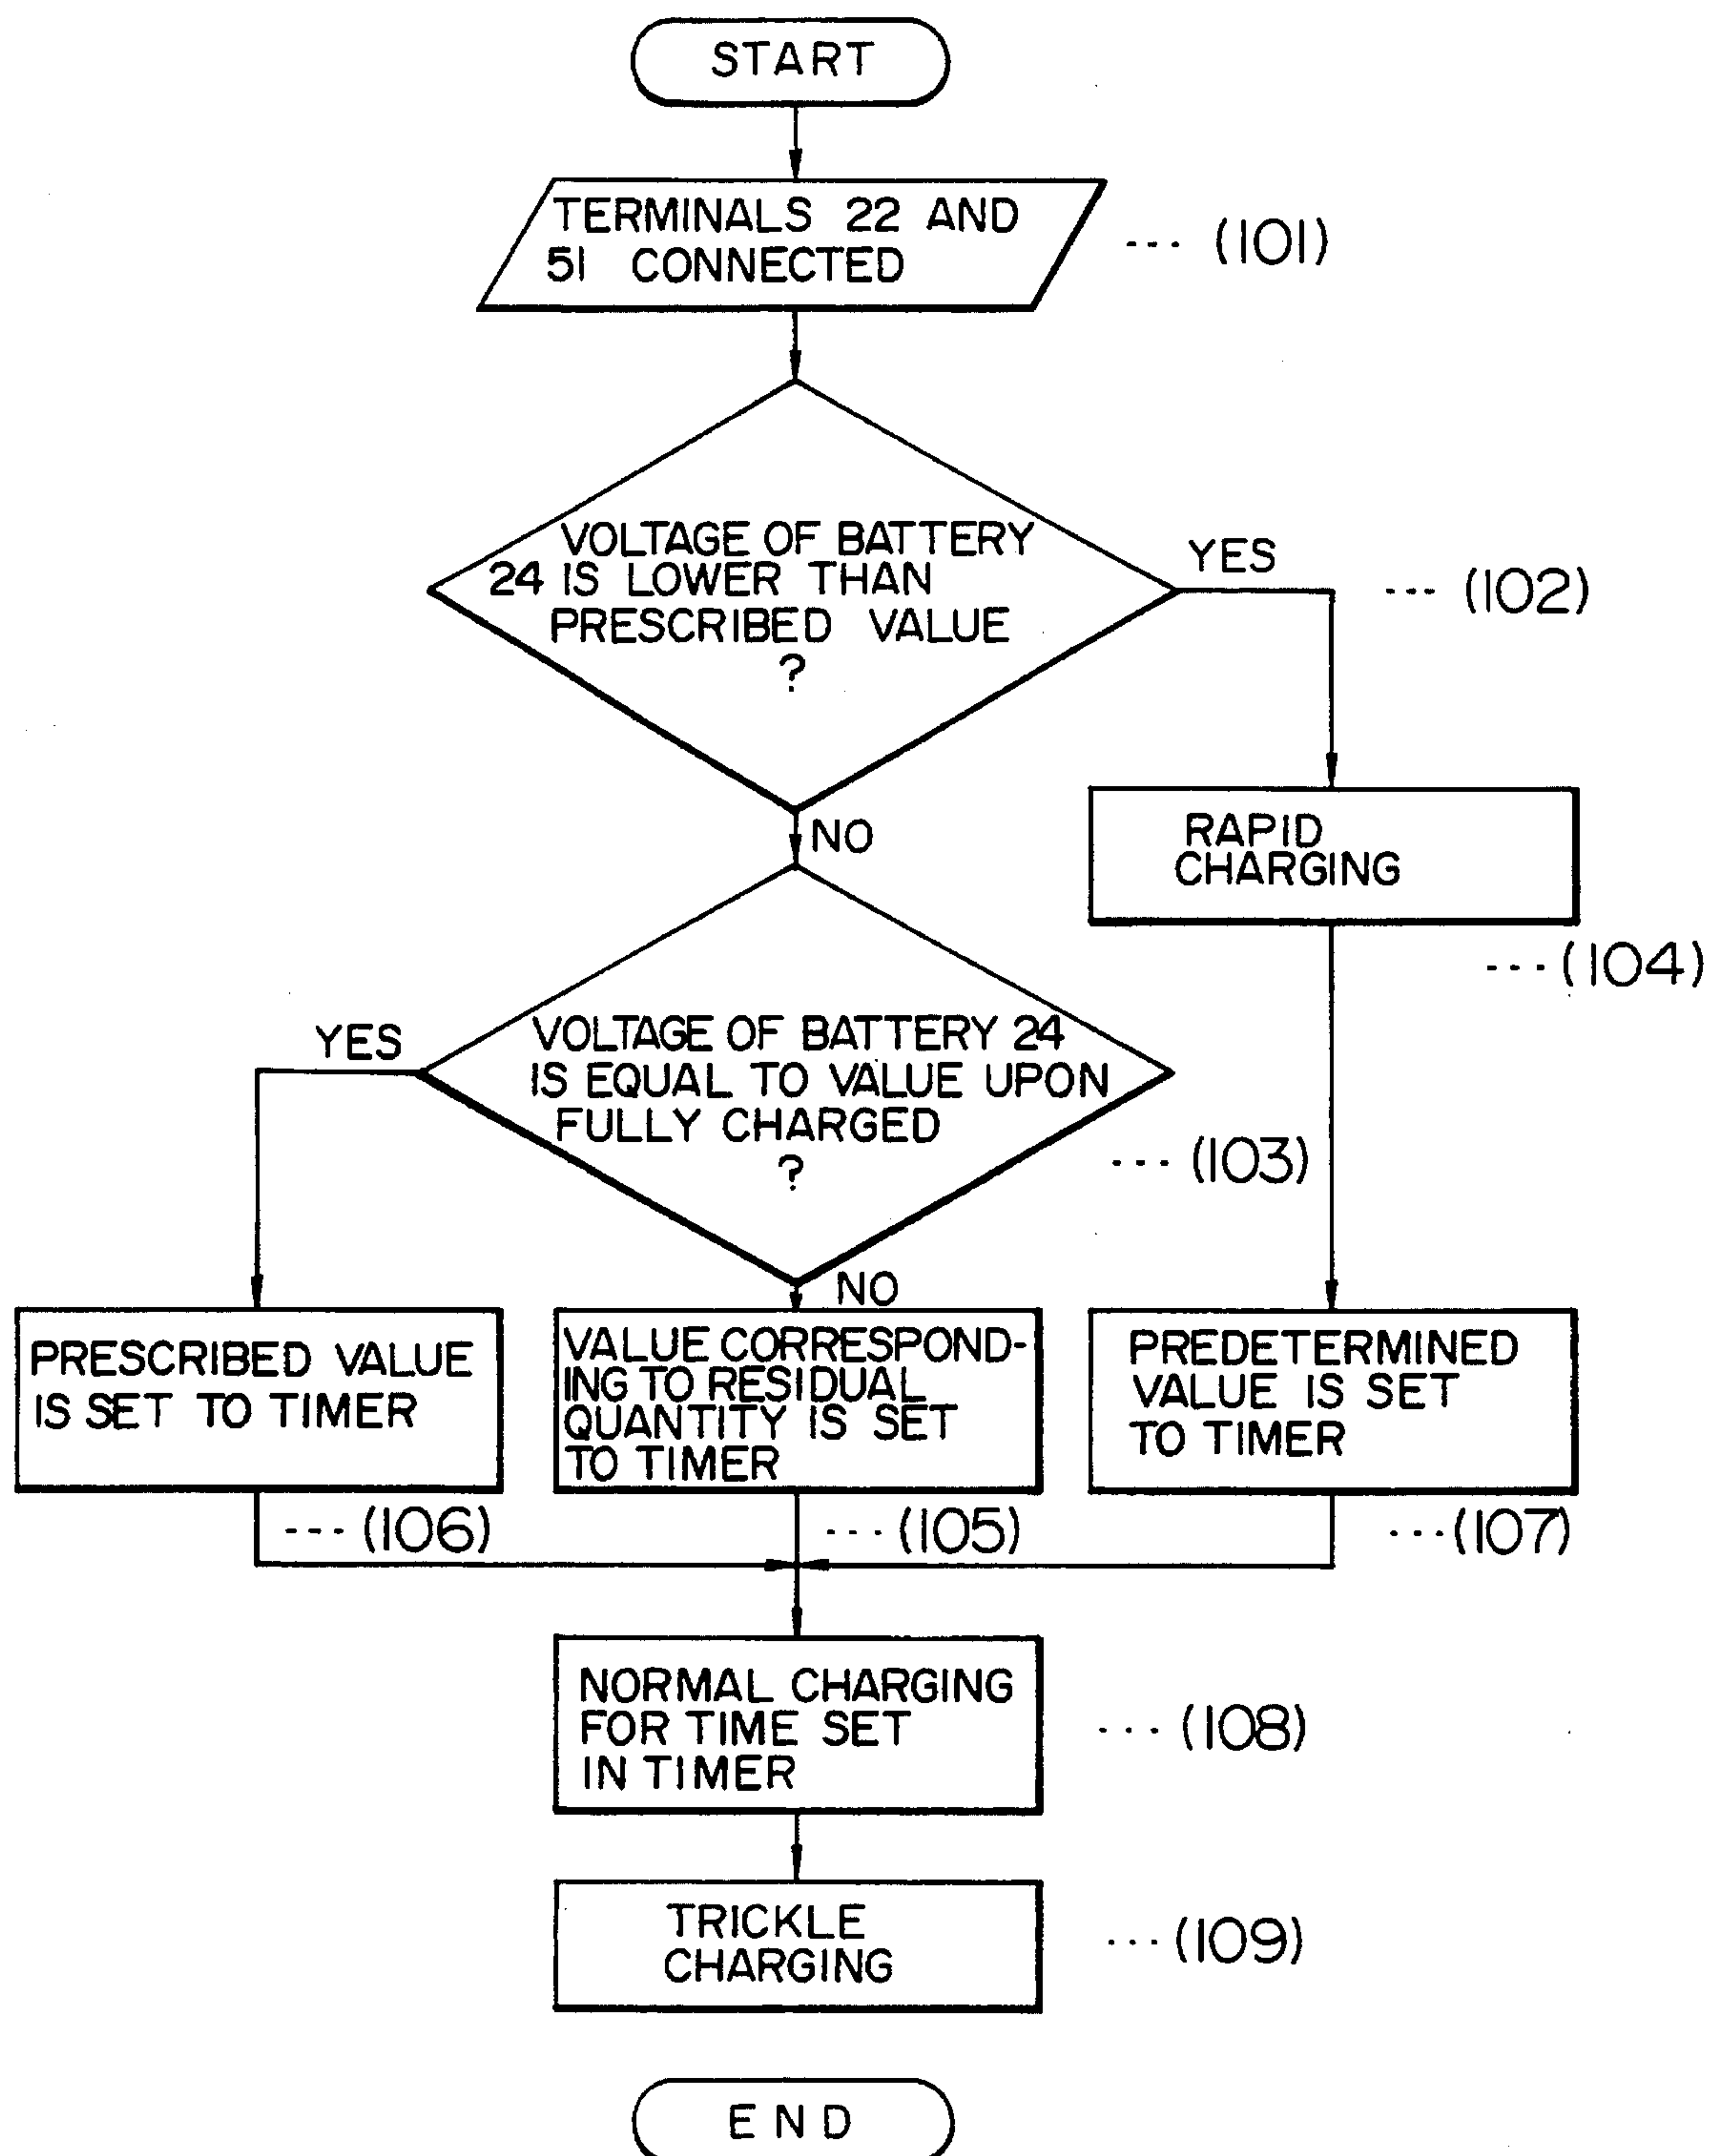 START
TERMINALS 22 AND
51 CONNECTED
--- (101)
VOLTAGE OF BATTERY
24 IS LOWER THAN
PRESCRIBED VALUE
?
YES
--- (102)
NO
RAPID
CHARGING
--- (104)
YES
VOLTAGE OF BATTERY 24
IS EQUAL TO VALUE UPON
FULLY CHARGED
?
--- (103)
NO
PRESCRIBED VALUE
IS SET TO TIMER
--- (106)
VALUE CORRESPOND-
ING TO RESIDUAL
QUANTITY IS SET
TO TIMER
--- (105)
PREDETERMINED
VALUE IS SET
TO TIMER
--- (107)
NORMAL CHARGING
FOR TIME SET
IN TIMER
--- (108)
TRICKLE
CHARGING
--- (109)
END